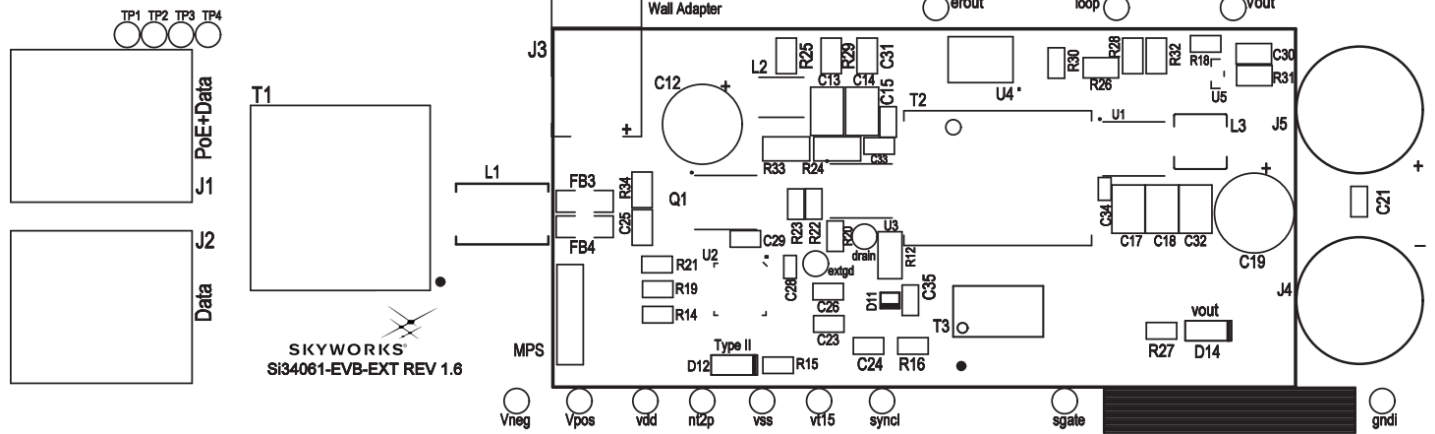 Wall Adapter
erout
loop
vout
TP1 TP2 TP3 TP4
J3
R25
R29
C31
L2
C13 C14
C15
C12
+
U4
R30
R26
R28
R32
R18
U5
C30
R31
T1
PoE+Data
J1
T2
U1
L3
J5
+
R33 R24 C33
L1
FB3
R34
Q1
C25
FB4
C34
C17 C18 C32
+
C19
C21
J2
Data
U2
C29
R23 R22
R20
drain
U3
R12
R21
R19
R14
C28
extgd
C26
C23
D11
C35
T3
J4
−
+
SKYWORKS
Si34061-EVB-EXT REV 1.6
MPS
Type II
D12
R15
C24 R16
vout
R27 D14
Vneg Vpos vdd nt2p vss vt15 syncl sgate gndi